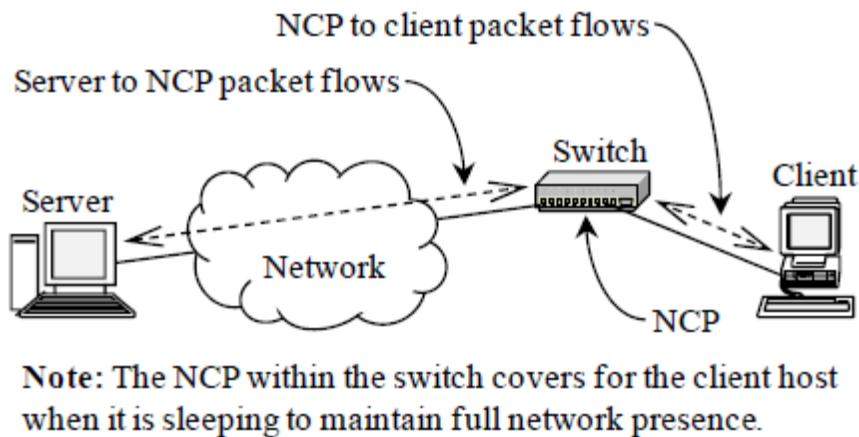 NCP to client packet flows
Server to NCP packet flows
Switch
Client
Server
Network
NCP
Note: The NCP within the switch covers for the client host
when it is sleeping to maintain full network presence.